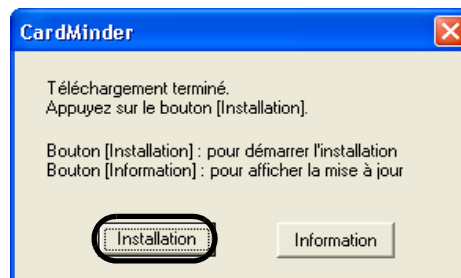 CardMinder
Téléchargement terminé.
Appuyez sur le bouton [Installation].
Bouton [Installation] : pour démarrer l'installation
Bouton [Information] : pour afficher la mise à jour
Installation
Information